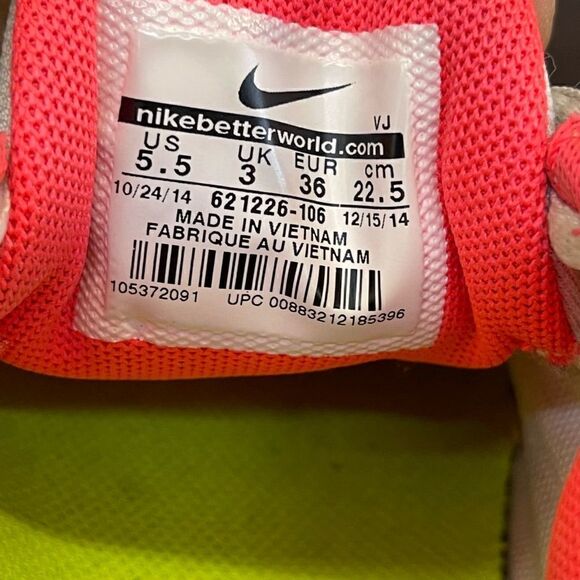 VJ
nikebetterworld.com
US UK EUR cm
5.5 3 36 22.5
10/24/14 621226-106 12/15/14
MADE IN VIETNAM
FABRIQUE AU VIETNAM
105372091 UPC 00883212185396